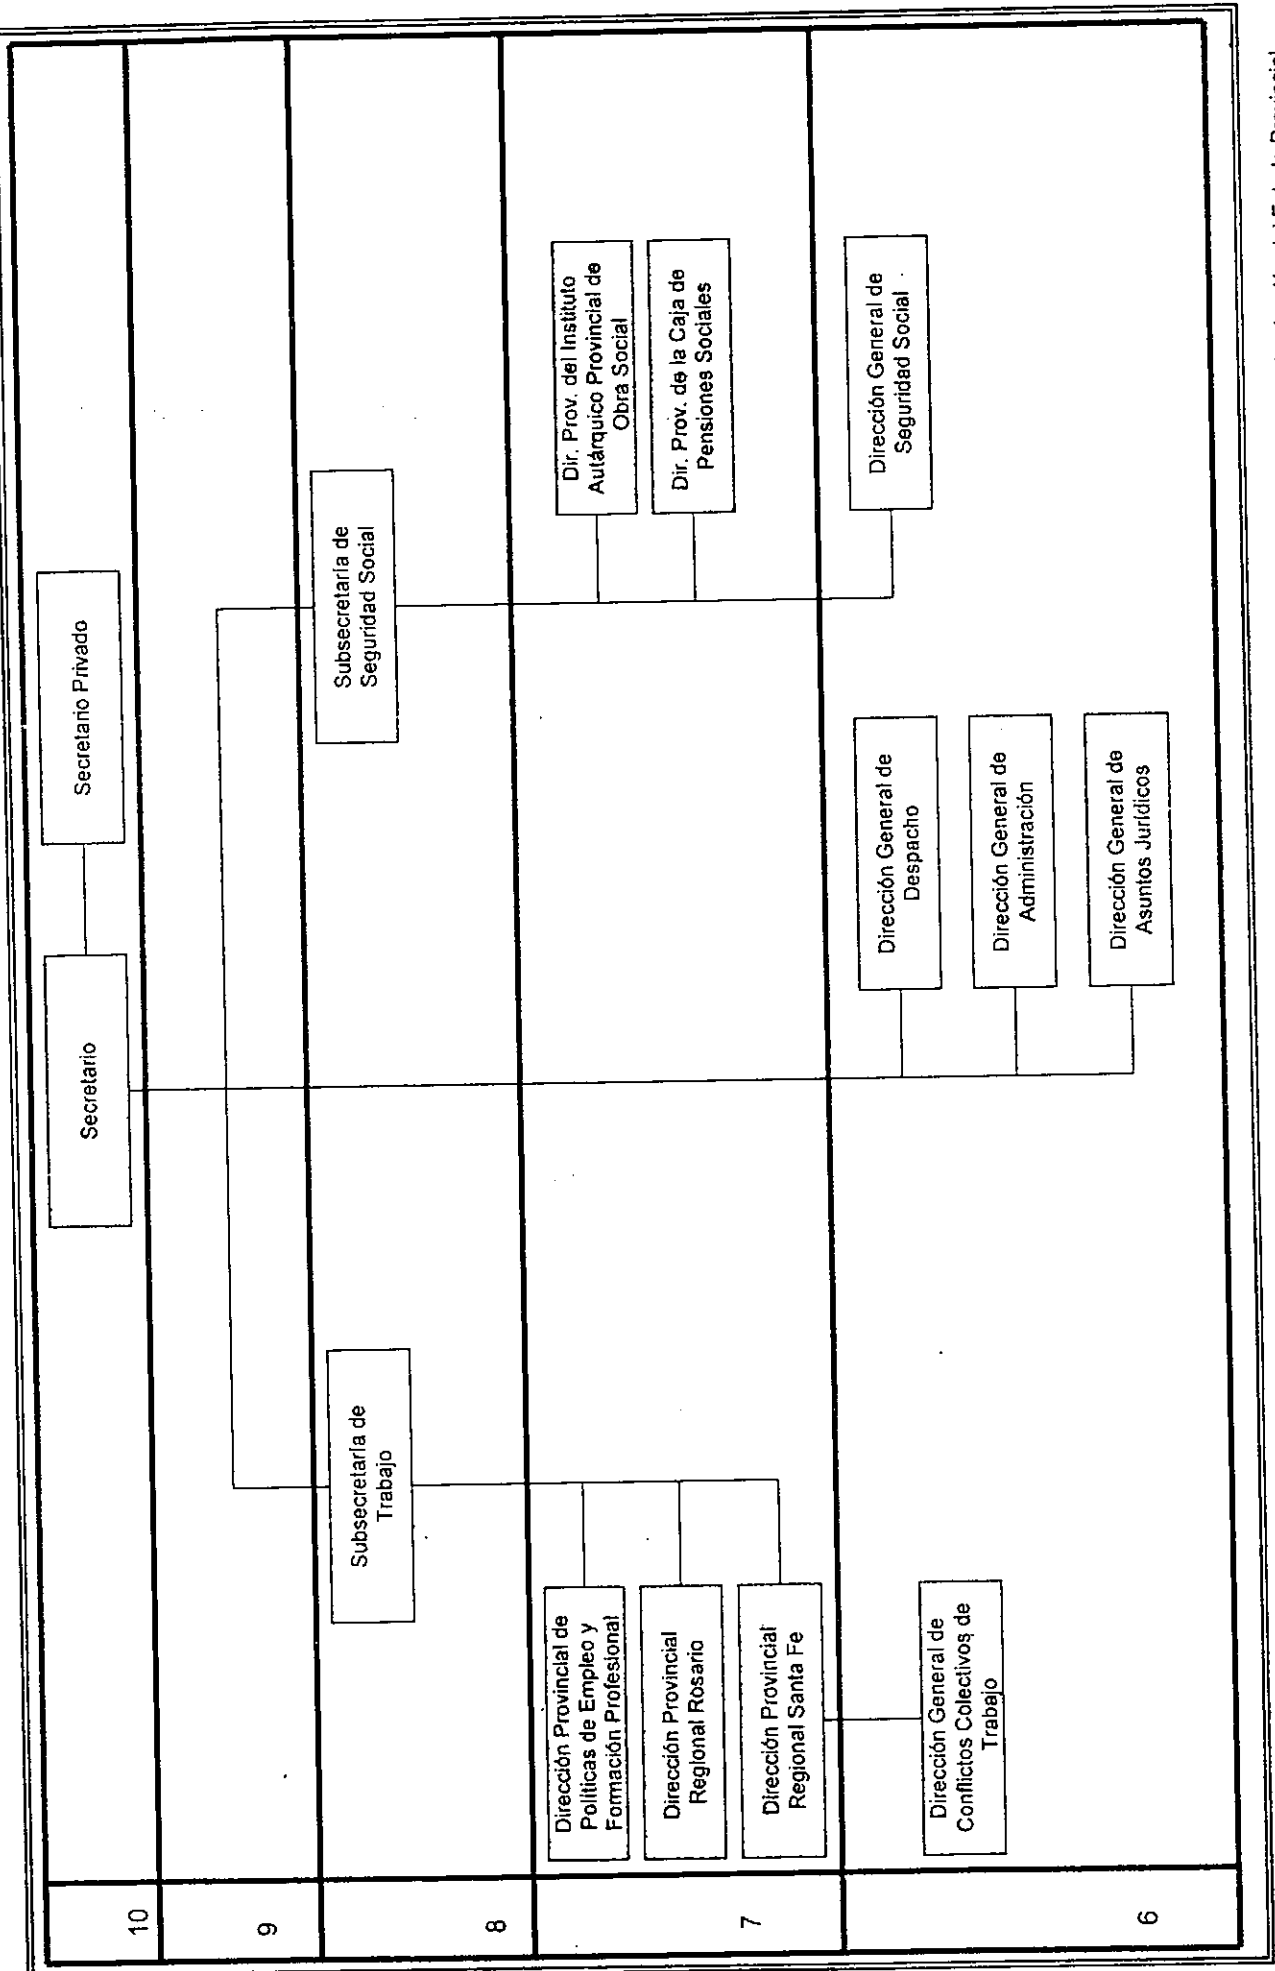 10
Secretario
Secretario Privado
9
8
Subsecretaría de
Trabajo
Subsecretaría de
Seguridad Social
7
Dirección Provincial de
Políticas de Empleo y
Formación Profesional
Dirección Provincial
Regional Rosario
Dirección Provincial
Regional Santa Fe
Dir. Prov. del Instituto
Autárquico Provincial de
Obra Social
Dir. Prov. de la Caja de
Pensiones Sociales
6
Dirección General de
Conflictos Colectivos de
Trabajo
Dirección General de
Despacho
Dirección General de
Administración
Dirección General de
Asuntos Jurídicos
Dirección General de
Seguridad Social